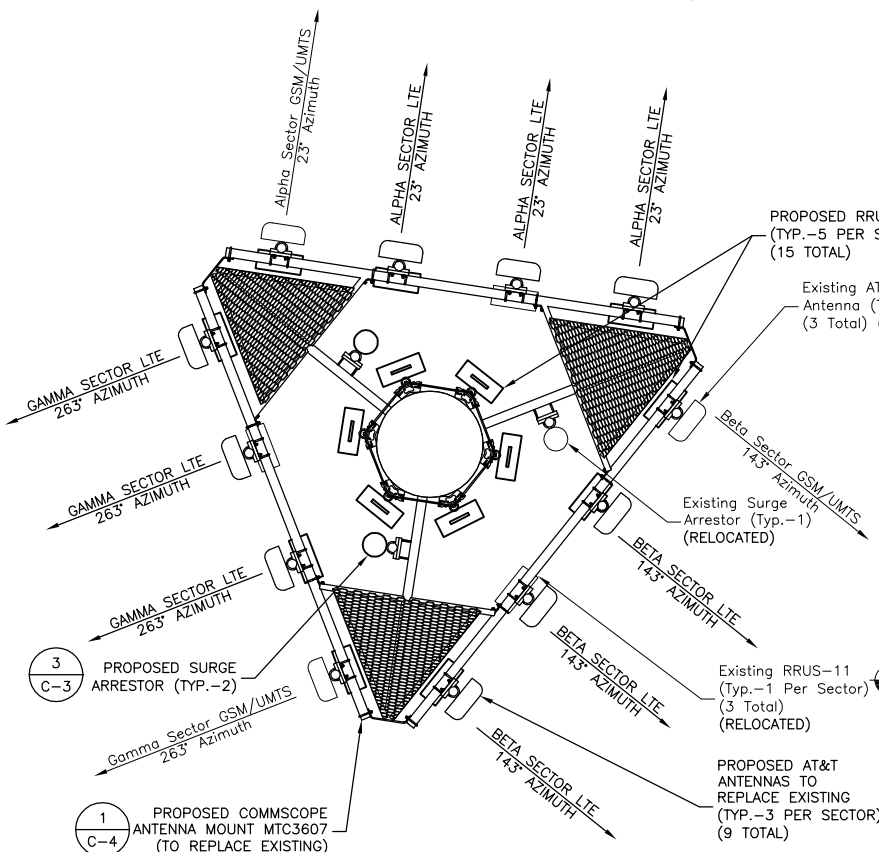 Alpha Sector GSM/UMTS
23° Azimuth
ALPHA SECTOR LTE
23° AZIMUTH
ALPHA SECTOR LTE
23° AZIMUTH
ALPHA SECTOR LTE
23° AZIMUTH
PROPOSED RRU
(TYP.-5 PER S
(15 TOTAL)
Existing AT
Antenna (T
(3 Total) (
Beta Sector GSM/UMTS
143° Azimuth
GAMMA SECTOR LTE
263° AZIMUTH
GAMMA SECTOR LTE
263° AZIMUTH
GAMMA SECTOR LTE
263° AZIMUTH
Gamma Sector GSM/UMTS
263° Azimuth
Existing Surge
Arrestor (Typ.-1)
(RELOCATED)
BETA SECTOR LTE
143° AZIMUTH
BETA SECTOR LTE
143° AZIMUTH
BETA SECTOR LTE
143° AZIMUTH
Existing RRUS-11
(Typ.-1 Per Sector)
(3 Total)
(RELOCATED)
3
C-3
PROPOSED SURGE
ARRESTOR (TYP.-2)
PROPOSED AT&T
ANTENNAS TO
REPLACE EXISTING
(TYP.-3 PER SECTOR)
(9 TOTAL)
1
C-4
PROPOSED COMMSCOPE
ANTENNA MOUNT MTC3607
(TO REPLACE EXISTING)